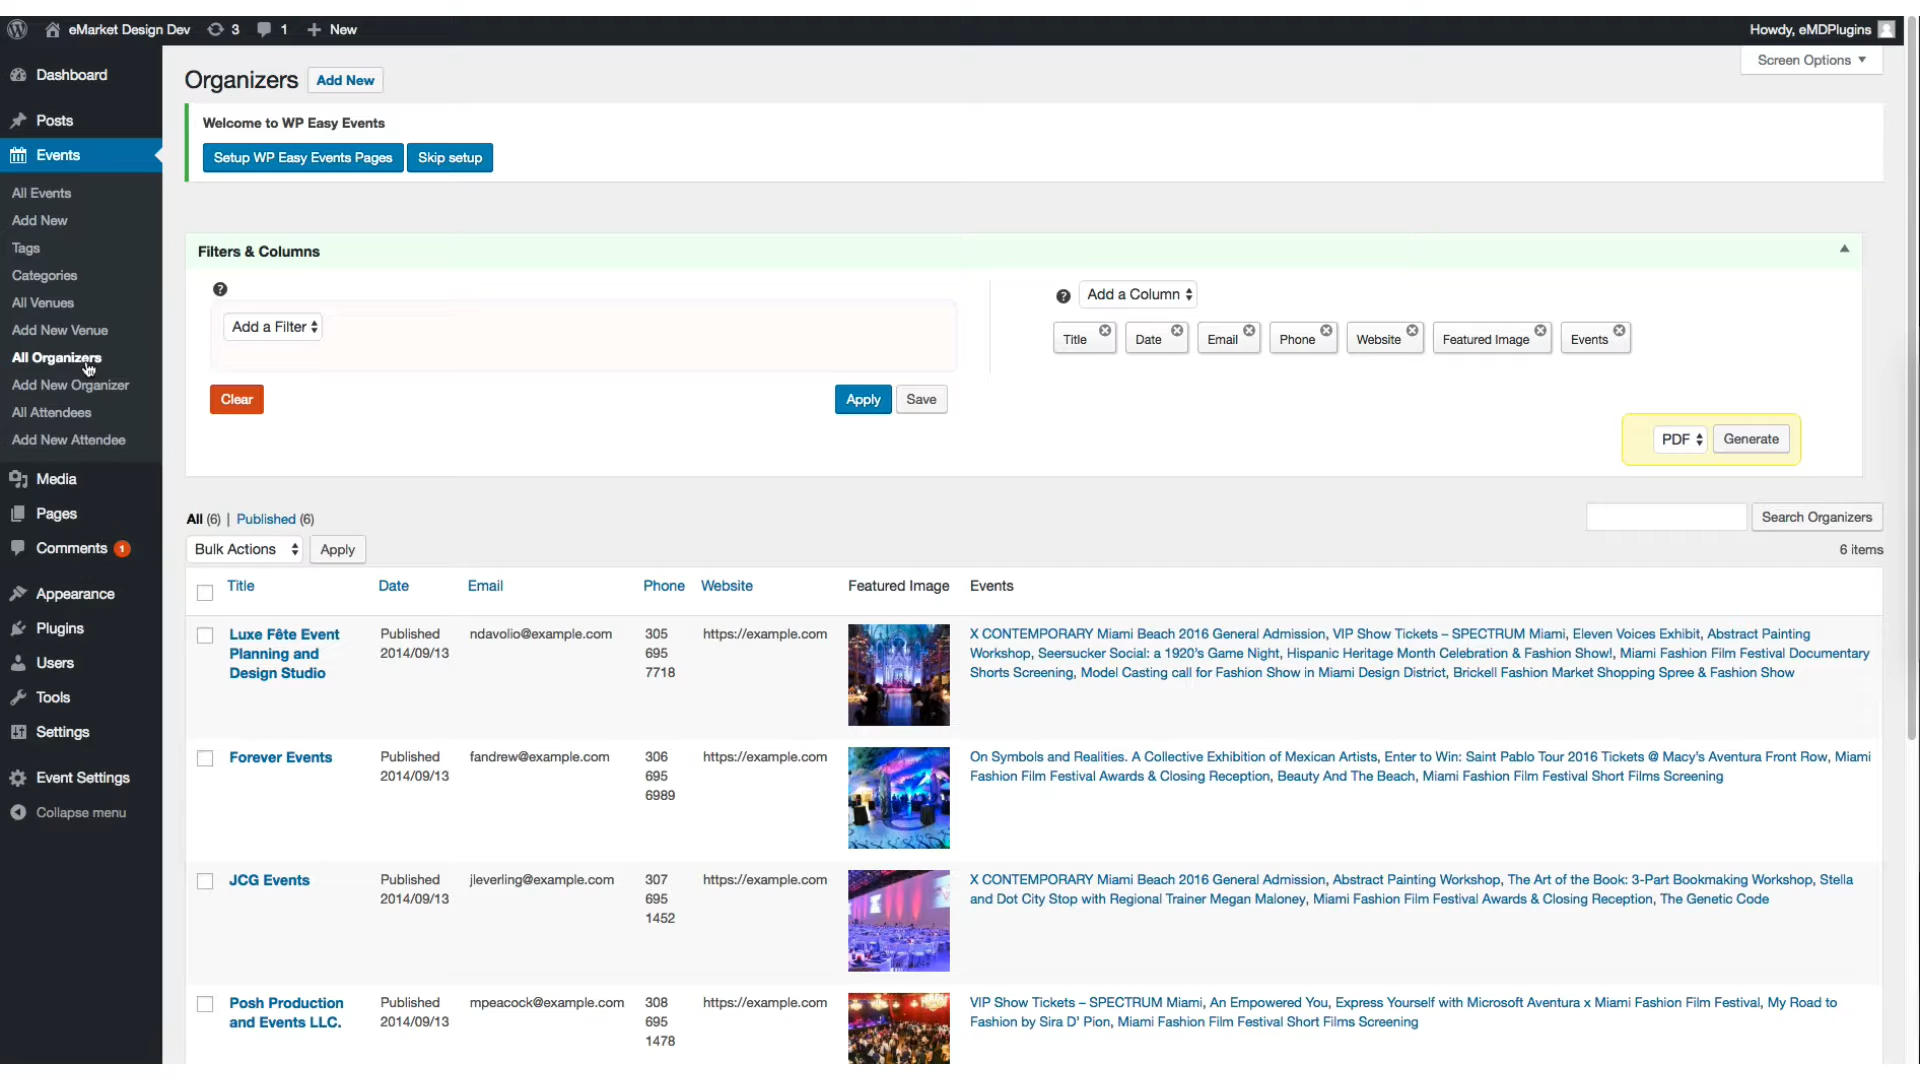 eMarket Design Dev 3 1 New Howdy, eMDPlugins
Screen Options
Dashboard
Posts
Events
All Events
Add New
Tags
Categories
All Venues
Add New Venue
All Organizers
Add New Organizer
All Attendees
Add New Attendee
Media
Pages
Comments 1
Appearance
Plugins
Users
Tools
Settings
Event Settings
Collapse menu
Organizers Add New
Welcome to WP Easy Events
Setup WP Easy Events Pages Skip setup
Filters & Columns
? Add a Filter
Clear Apply Save
? Add a Column
Title Date Email Phone Website Featured Image Events
PDF Generate
All (6) | Published (6)
Search Organizers
Bulk Actions Apply
6 items
Title Date Email Phone Website Featured Image Events
Luxe Fête Event
Planning and
Design Studio
Published
2014/09/13
ndavolio@example.com
305
695
7718
https://example.com
X CONTEMPORARY Miami Beach 2016 General Admission, VIP Show Tickets – SPECTRUM Miami, Eleven Voices Exhibit, Abstract Painting
Workshop, Seersucker Social: a 1920's Game Night, Hispanic Heritage Month Celebration & Fashion Show!, Miami Fashion Film Festival Documentary
Shorts Screening, Model Casting call for Fashion Show in Miami Design District, Brickell Fashion Market Shopping Spree & Fashion Show
Forever Events
Published
2014/09/13
fandrew@example.com
306
695
6989
https://example.com
On Symbols and Realities. A Collective Exhibition of Mexican Artists, Enter to Win: Saint Pablo Tour 2016 Tickets @ Macy's Aventura Front Row, Miami
Fashion Film Festival Awards & Closing Reception, Beauty And The Beach, Miami Fashion Film Festival Short Films Screening
JCG Events
Published
2014/09/13
jleverling@example.com
307
695
1452
https://example.com
X CONTEMPORARY Miami Beach 2016 General Admission, Abstract Painting Workshop, The Art of the Book: 3-Part Bookmaking Workshop, Stella
and Dot City Stop with Regional Trainer Megan Maloney, Miami Fashion Film Festival Awards & Closing Reception, The Genetic Code
Posh Production
and Events LLC.
Published
2014/09/13
mpeacock@example.com
308
695
1478
https://example.com
VIP Show Tickets – SPECTRUM Miami, An Empowered You, Express Yourself with Microsoft Aventura x Miami Fashion Film Festival, My Road to
Fashion by Sira D' Pion, Miami Fashion Film Festival Short Films Screening